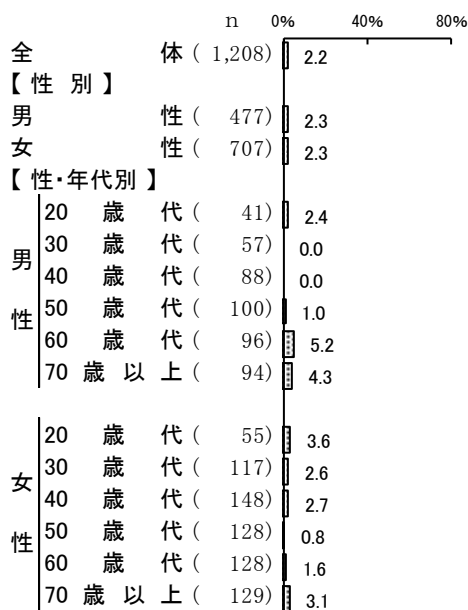 n 0% 40% 80%
全体 ( 1,208) 2.2
【 性 別 】
男性 ( 477) 2.3
女性 ( 707) 2.3
【 性・年代別 】
男性
20 歳代 ( 41) 2.4
30 歳代 ( 57) 0.0
40 歳代 ( 88) 0.0
50 歳代 ( 100) 1.0
60 歳代 ( 96) 5.2
70 歳以上 ( 94) 4.3
女性
20 歳代 ( 55) 3.6
30 歳代 ( 117) 2.6
40 歳代 ( 148) 2.7
50 歳代 ( 128) 0.8
60 歳代 ( 128) 1.6
70 歳以上 ( 129) 3.1